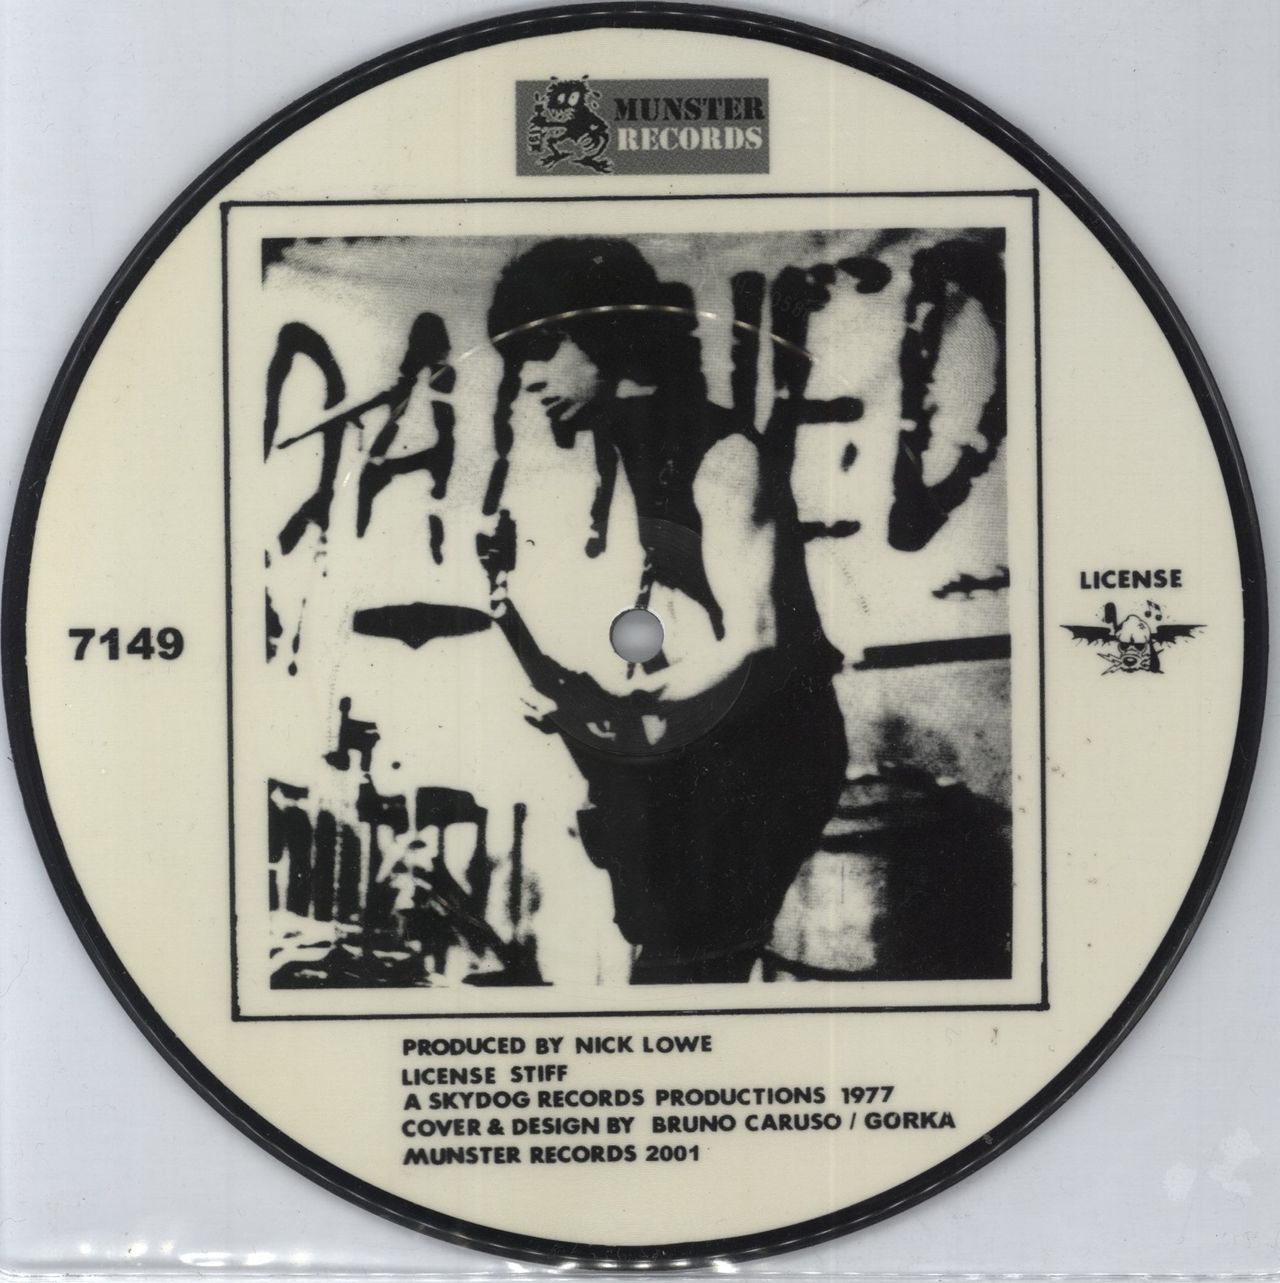 MUNSTER
RECORDS
DAMNED
7149
LICENSE
PRODUCED BY NICK LOWE
LICENSE STIFF
A SKYDOG RECORDS PRODUCTIONS 1977
COVER & DESIGN BY BRUNO CARUSO / GORKA
MUNSTER RECORDS 2001